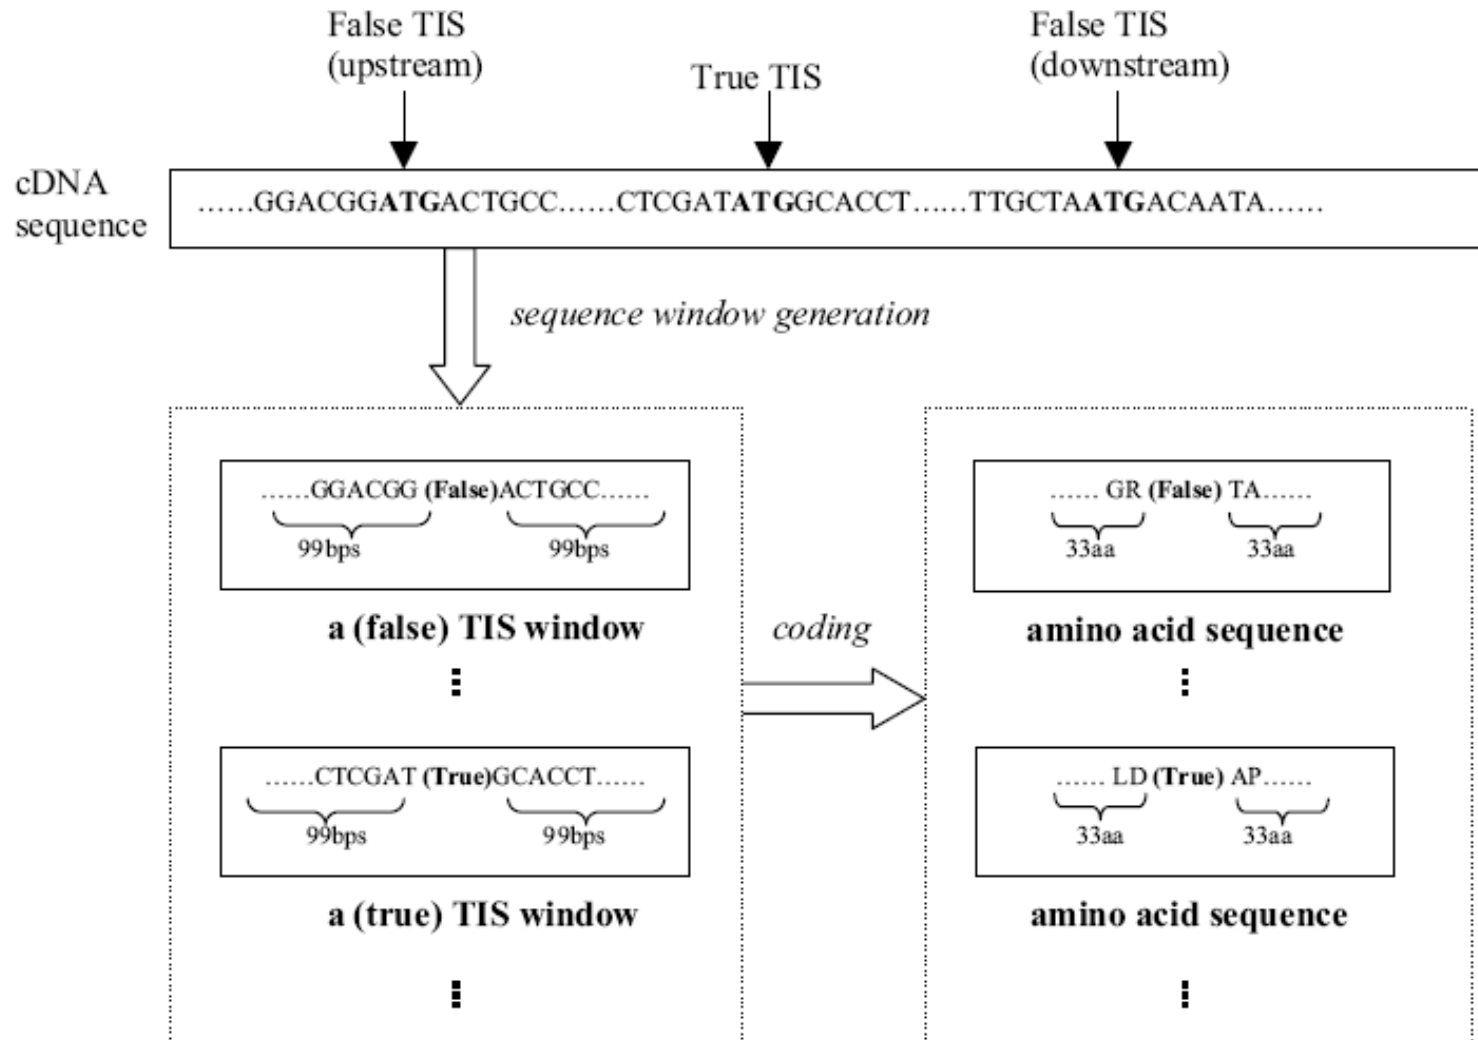 False TIS
(upstream)
True TIS
False TIS
(downstream)
cDNA
sequence
......GGACGGATGACTGCC......CTCGATATGGCACCT......TTGCTAATGACAATA......
sequence window generation
......GGACGG (False)ACTGCC......
99bps 99bps
a (false) TIS window
...... GR (False) TA......
33aa 33aa
amino acid sequence
coding
......CTCGAT (True)GCACCT......
99bps 99bps
a (true) TIS window
...... LD (True) AP......
33aa 33aa
amino acid sequence